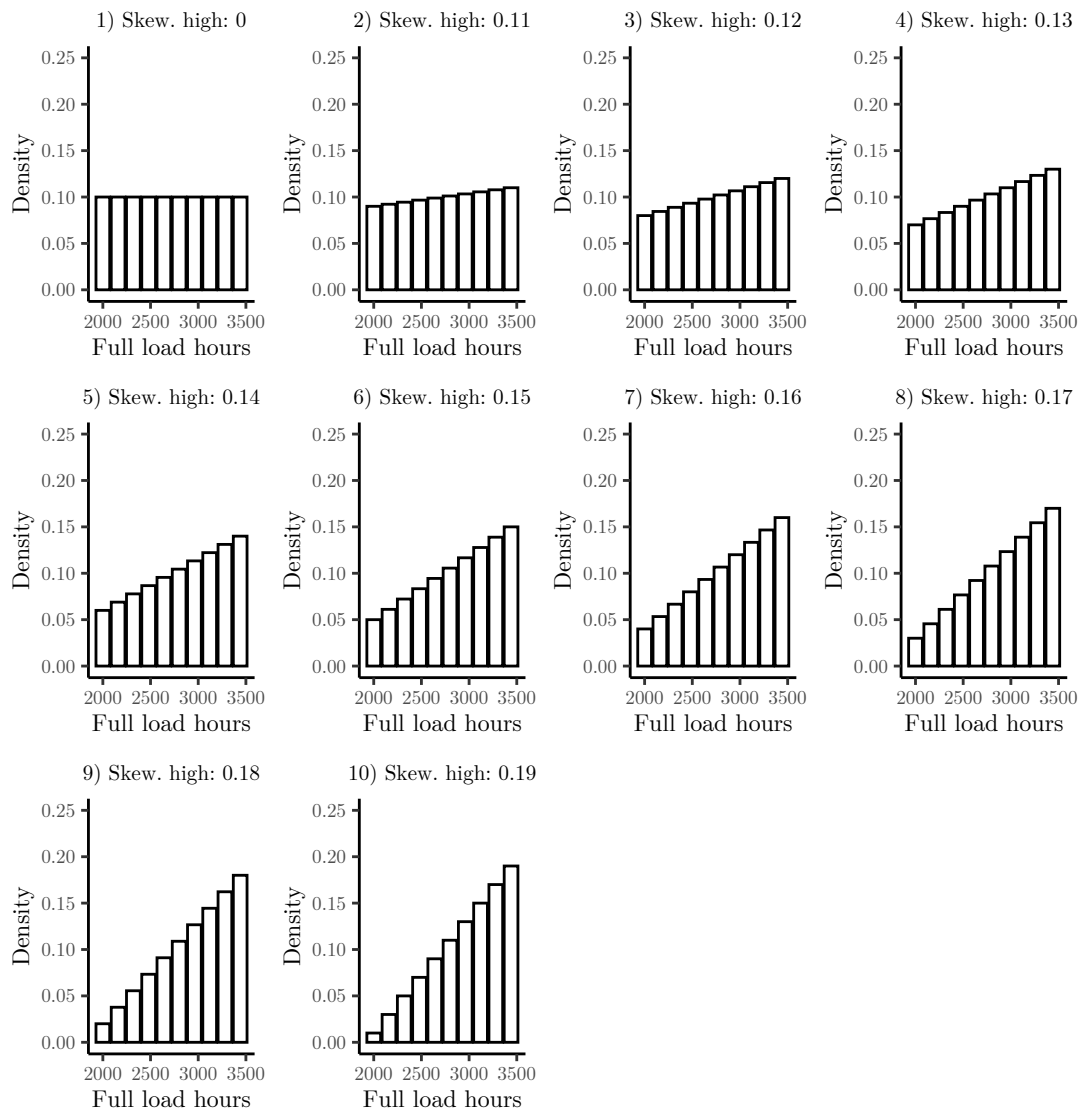 1) Skew. high: 0
2) Skew. high: 0.11
3) Skew. high: 0.12
4) Skew. high: 0.13
0.25
0.20
0.15
0.10
0.05
0.00
Density
2000 2500 3000 3500
Full load hours
0.25
0.20
0.15
0.10
0.05
0.00
Density
2000 2500 3000 3500
Full load hours
0.25
0.20
0.15
0.10
0.05
0.00
Density
2000 2500 3000 3500
Full load hours
0.25
0.20
0.15
0.10
0.05
0.00
Density
2000 2500 3000 3500
Full load hours
5) Skew. high: 0.14
6) Skew. high: 0.15
7) Skew. high: 0.16
8) Skew. high: 0.17
0.25
0.20
0.15
0.10
0.05
0.00
Density
2000 2500 3000 3500
Full load hours
0.25
0.20
0.15
0.10
0.05
0.00
Density
2000 2500 3000 3500
Full load hours
0.25
0.20
0.15
0.10
0.05
0.00
Density
2000 2500 3000 3500
Full load hours
0.25
0.20
0.15
0.10
0.05
0.00
Density
2000 2500 3000 3500
Full load hours
9) Skew. high: 0.18
10) Skew. high: 0.19
0.25
0.20
0.15
0.10
0.05
0.00
Density
2000 2500 3000 3500
Full load hours
0.25
0.20
0.15
0.10
0.05
0.00
Density
2000 2500 3000 3500
Full load hours